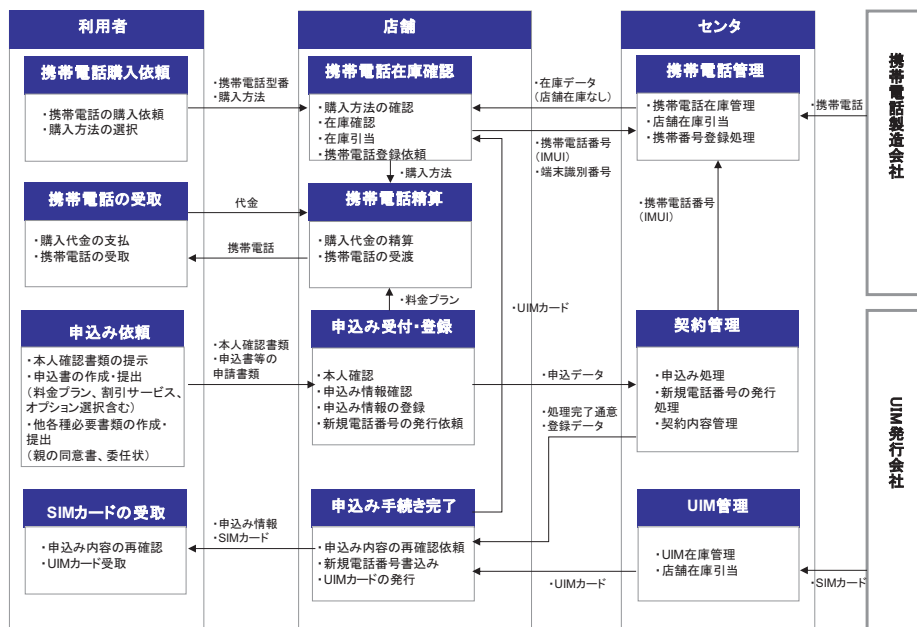 利用者
店舗
センタ
携帯電話購入依頼
・携帯電話の購入依頼
・購入方法の選択
・携帯電話型番
・購入方法
携帯電話在庫確認
・購入方法の確認
・在庫確認
・在庫引当
・携帯電話登録依頼
・在庫データ
(店舗在庫なし)
・携帯電話番号
(IMUI)
・端末識別番号
携帯電話管理
・携帯電話在庫管理
・店舗在庫引当
・携帯番号登録処理
・携帯電話
携帯電話製造会社
・購入方法
携帯電話の受取
・購入代金の支払
・携帯電話の受取
代金
携帯電話
携帯電話精算
・購入代金の精算
・携帯電話の受渡
・携帯電話番号
(IMUI)
・料金プラン
・UIMカード
申込み依頼
・本人確認書類の提示
・申込書の作成・提出
(料金プラン、割引サービス、
オプション選択含む)
・他各種必要書類の作成・
提出
(親の同意書、委任状)
・本人確認書類
・申込書等の
申請書類
申込み受付・登録
・本人確認
・申込み情報確認
・申込み情報の登録
・新規電話番号の発行依頼
・申込データ
・処理完了通意
・登録データ
契約管理
・申込み処理
・新規電話番号の発行
処理
・契約内容管理
UIM発行会社
SIMカードの受取
・申込み内容の再確認
・UIMカード受取
・申込み情報
・SIMカード
申込み手続き完了
・申込み内容の再確認依頼
・新規電話番号書込み
・UIMカードの発行
・UIMカード
UIM管理
・UIM在庫管理
・店舗在庫引当
・SIMカード